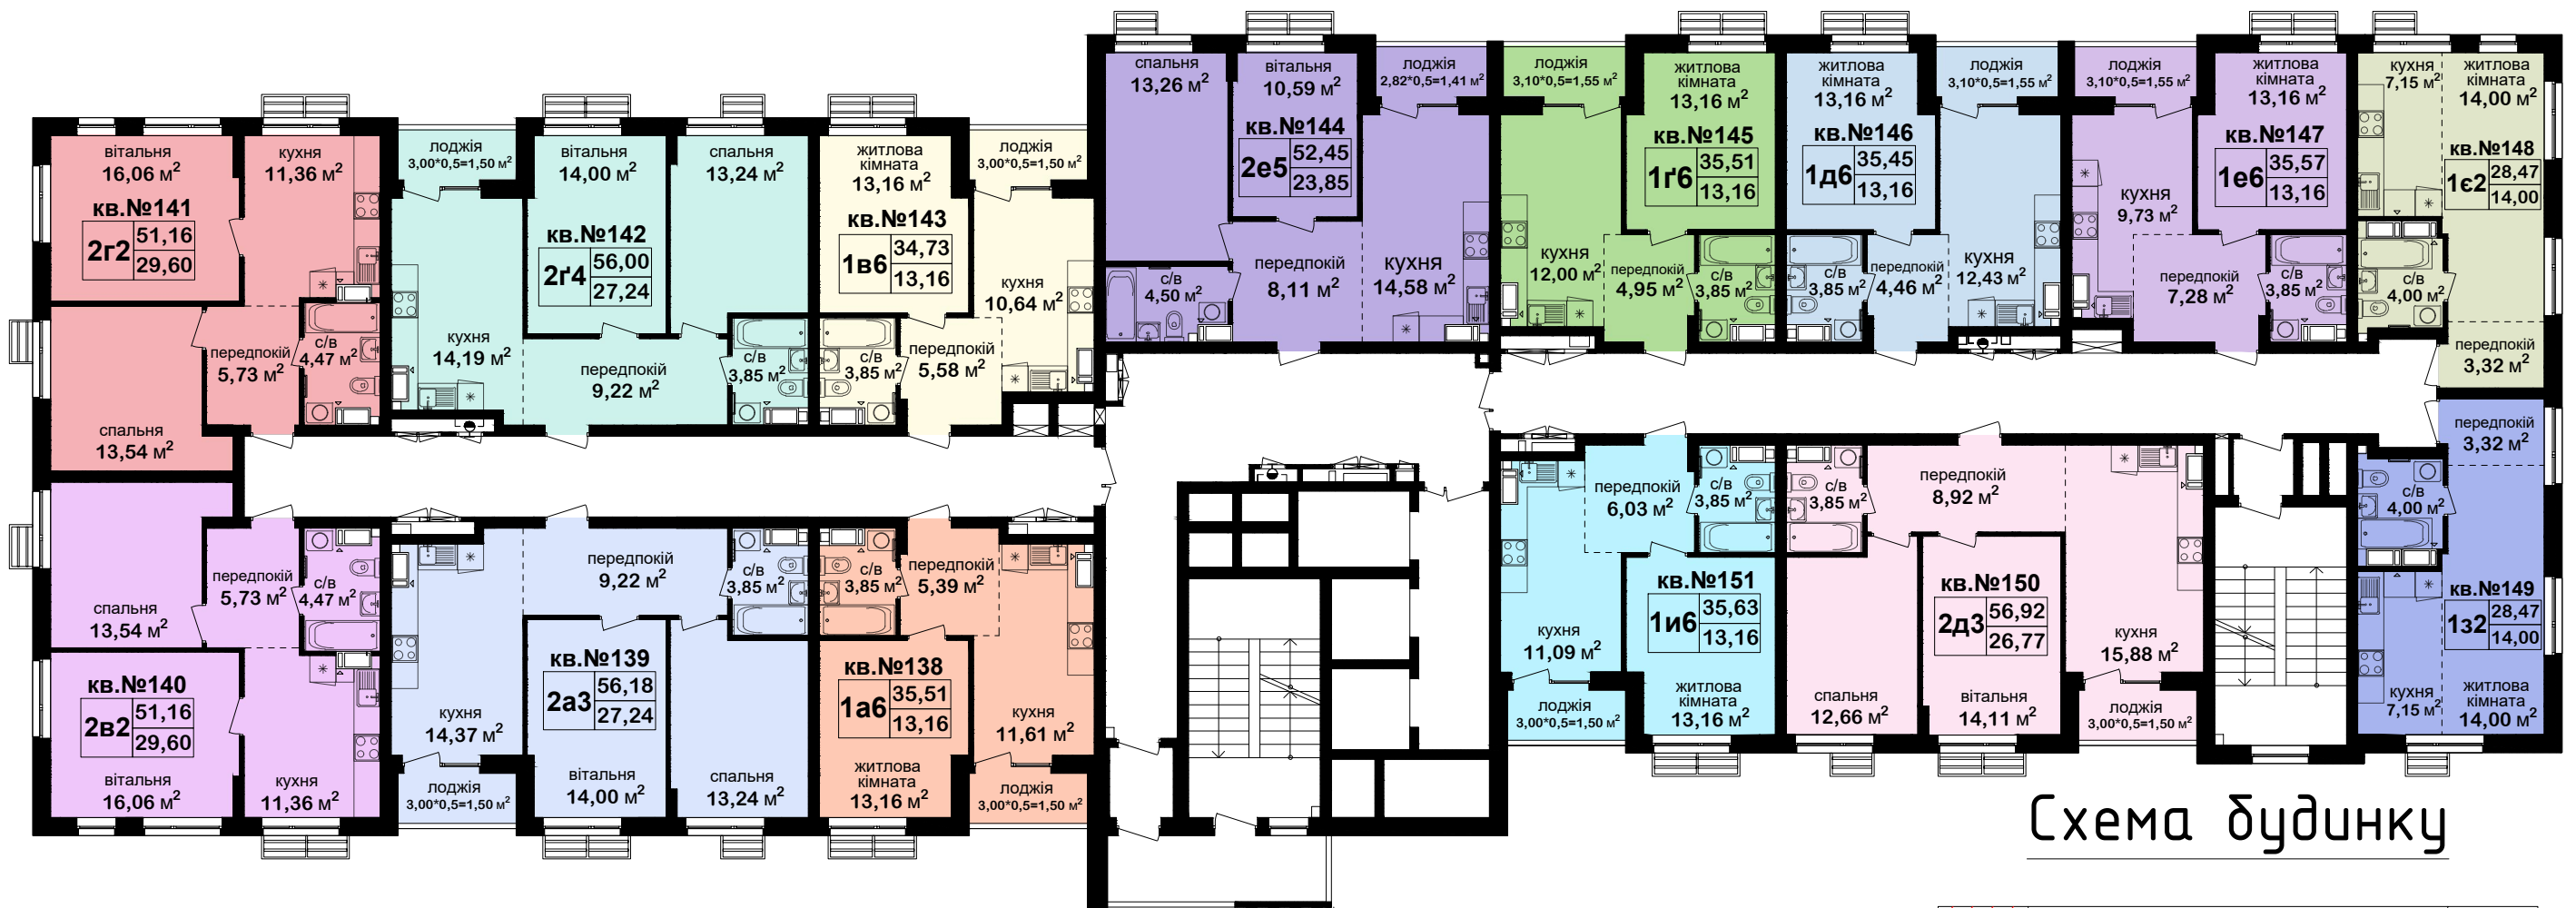 вітальня
16,06 м²
кв.№141
2г2
51,16
29,60
кухня
11,36 м²
спальня
13,54 м²
передпокій
5,73 м²
с/в
4,47 м²
лоджія
3,00*0,5=1,50 м²
вітальня
14,00 м²
кв.№142
2ґ4
56,00
27,24
спальня
13,24 м²
кухня
14,19 м²
передпокій
9,22 м²
с/в
3,85 м²
житлова
кімната
13,16 м²
кв.№143
1в6
34,73
13,16
лоджія
3,00*0,5=1,50 м²
кухня
10,64 м²
с/в
3,85 м²
передпокій
5,58 м²
спальня
13,26 м²
вітальня
10,59 м²
кв.№144
2е5
52,45
23,85
лоджія
2,82*0,5=1,41 м²
с/в
4,50 м²
передпокій
8,11 м²
кухня
14,58 м²
лоджія
3,10*0,5=1,55 м²
житлова
кімната
13,16 м²
кв.№145
1ґ6
35,51
13,16
кухня
12,00 м²
передпокій
4,95 м²
с/в
3,85 м²
житлова
кімната
13,16 м²
кв.№146
1д6
35,45
13,16
лоджія
3,10*0,5=1,55 м²
с/в
3,85 м²
передпокій
4,46 м²
кухня
12,43 м²
лоджія
3,10*0,5=1,55 м²
житлова
кімната
13,16 м²
кв.№147
1е6
35,57
13,16
кухня
9,73 м²
передпокій
7,28 м²
с/в
3,85 м²
кухня
7,15 м²
житлова
кімната
14,00 м²
кв.№148
1є2
28,47
14,00
с/в
4,00 м²
передпокій
3,32 м²
спальня
13,54 м²
передпокій
5,73 м²
с/в
4,47 м²
кв.№140
2в2
51,16
29,60
вітальня
16,06 м²
кухня
11,36 м²
передпокій
9,22 м²
с/в
3,85 м²
кухня
14,37 м²
кв.№139
2а3
56,18
27,24
лоджія
3,00*0,5=1,50 м²
вітальня
14,00 м²
спальня
13,24 м²
с/в
3,85 м²
передпокій
5,39 м²
кв.№138
1а6
35,51
13,16
кухня
11,61 м²
житлова
кімната
13,16 м²
лоджія
3,00*0,5=1,50 м²
передпокій
6,03 м²
с/в
3,85 м²
кухня
11,09 м²
кв.№151
1и6
35,63
13,16
лоджія
3,00*0,5=1,50 м²
житлова
кімната
13,16 м²
с/в
3,85 м²
передпокій
8,92 м²
кв.№150
2д3
56,92
26,77
кухня
15,88 м²
спальня
12,66 м²
вітальня
14,11 м²
лоджія
3,00*0,5=1,50 м²
передпокій
3,32 м²
с/в
4,00 м²
кв.№149
1з2
28,47
14,00
кухня
7,15 м²
житлова
кімната
14,00 м²
Схема будинку